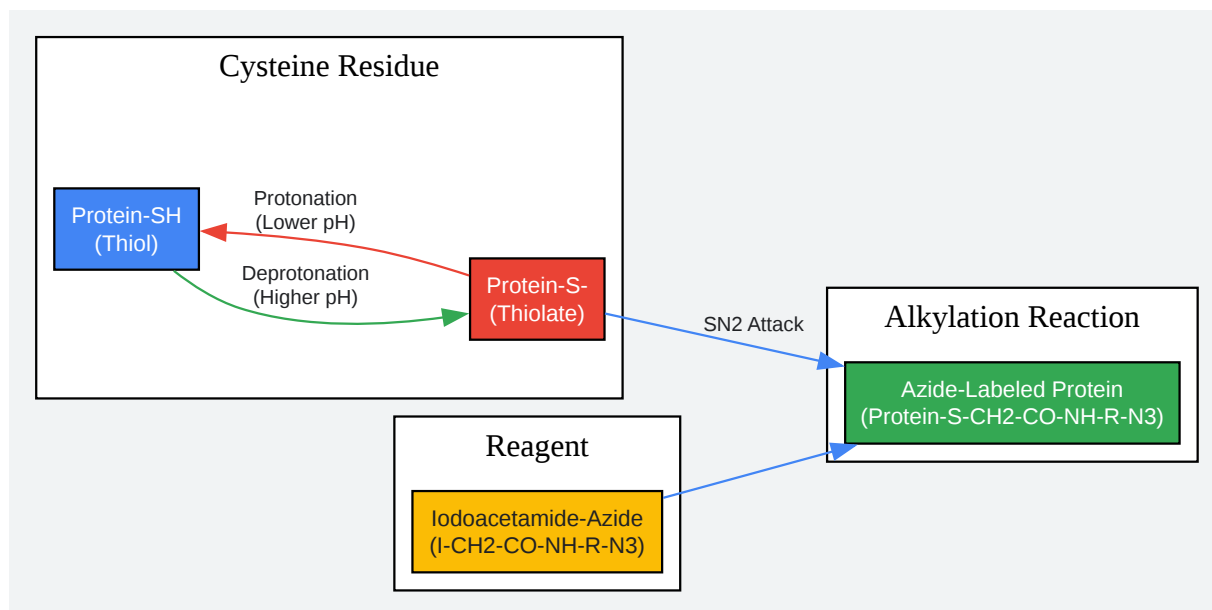 Cysteine Residue
Protein-SH
(Thiol)
Protonation
(Lower pH)
Deprotonation
(Higher pH)
Protein-S-
(Thiolate)
SN2 Attack
Alkylation Reaction
Azide-Labeled Protein
(Protein-S-CH2-CO-NH-R-N3)
Reagent
Iodoacetamide-Azide
(I-CH2-CO-NH-R-N3)